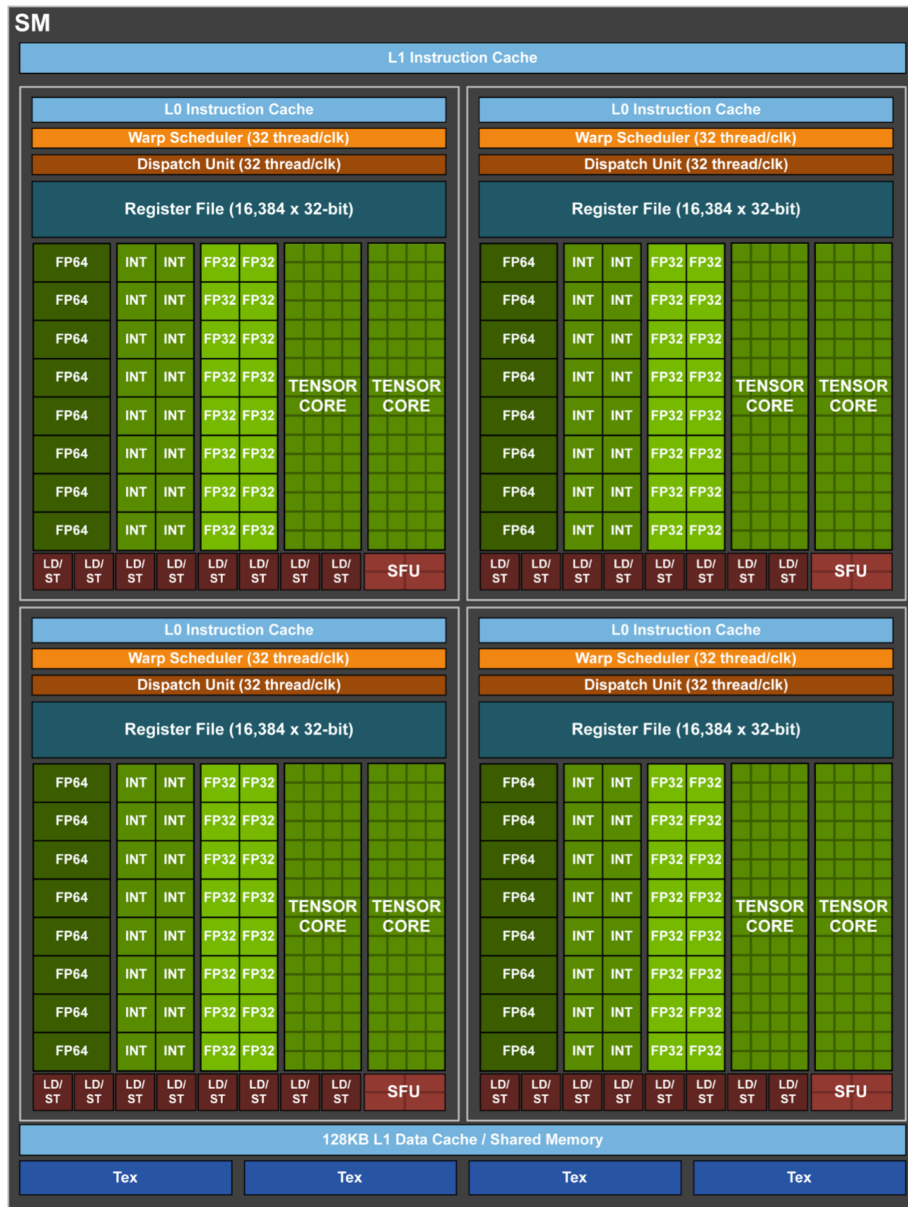 SM
L1 Instruction Cache
L0 Instruction Cache
Warp Scheduler (32 thread/clk)
Dispatch Unit (32 thread/clk)
Register File (16,384 x 32-bit)
FP64 INT INT FP32 FP32
FP64 INT INT FP32 FP32
FP64 INT INT FP32 FP32
FP64 INT INT FP32 FP32
FP64 INT INT FP32 FP32
FP64 INT INT FP32 FP32
FP64 INT INT FP32 FP32
FP64 INT INT FP32 FP32
TENSOR CORE
TENSOR CORE
LD/ST LD/ST LD/ST LD/ST LD/ST LD/ST LD/ST LD/ST SFU
L0 Instruction Cache
Warp Scheduler (32 thread/clk)
Dispatch Unit (32 thread/clk)
Register File (16,384 x 32-bit)
FP64 INT INT FP32 FP32
FP64 INT INT FP32 FP32
FP64 INT INT FP32 FP32
FP64 INT INT FP32 FP32
FP64 INT INT FP32 FP32
FP64 INT INT FP32 FP32
FP64 INT INT FP32 FP32
FP64 INT INT FP32 FP32
TENSOR CORE
TENSOR CORE
LD/ST LD/ST LD/ST LD/ST LD/ST LD/ST LD/ST LD/ST SFU
L0 Instruction Cache
Warp Scheduler (32 thread/clk)
Dispatch Unit (32 thread/clk)
Register File (16,384 x 32-bit)
FP64 INT INT FP32 FP32
FP64 INT INT FP32 FP32
FP64 INT INT FP32 FP32
FP64 INT INT FP32 FP32
FP64 INT INT FP32 FP32
FP64 INT INT FP32 FP32
FP64 INT INT FP32 FP32
FP64 INT INT FP32 FP32
TENSOR CORE
TENSOR CORE
LD/ST LD/ST LD/ST LD/ST LD/ST LD/ST LD/ST LD/ST SFU
L0 Instruction Cache
Warp Scheduler (32 thread/clk)
Dispatch Unit (32 thread/clk)
Register File (16,384 x 32-bit)
FP64 INT INT FP32 FP32
FP64 INT INT FP32 FP32
FP64 INT INT FP32 FP32
FP64 INT INT FP32 FP32
FP64 INT INT FP32 FP32
FP64 INT INT FP32 FP32
FP64 INT INT FP32 FP32
FP64 INT INT FP32 FP32
TENSOR CORE
TENSOR CORE
LD/ST LD/ST LD/ST LD/ST LD/ST LD/ST LD/ST LD/ST SFU
128KB L1 Data Cache / Shared Memory
Tex Tex Tex Tex